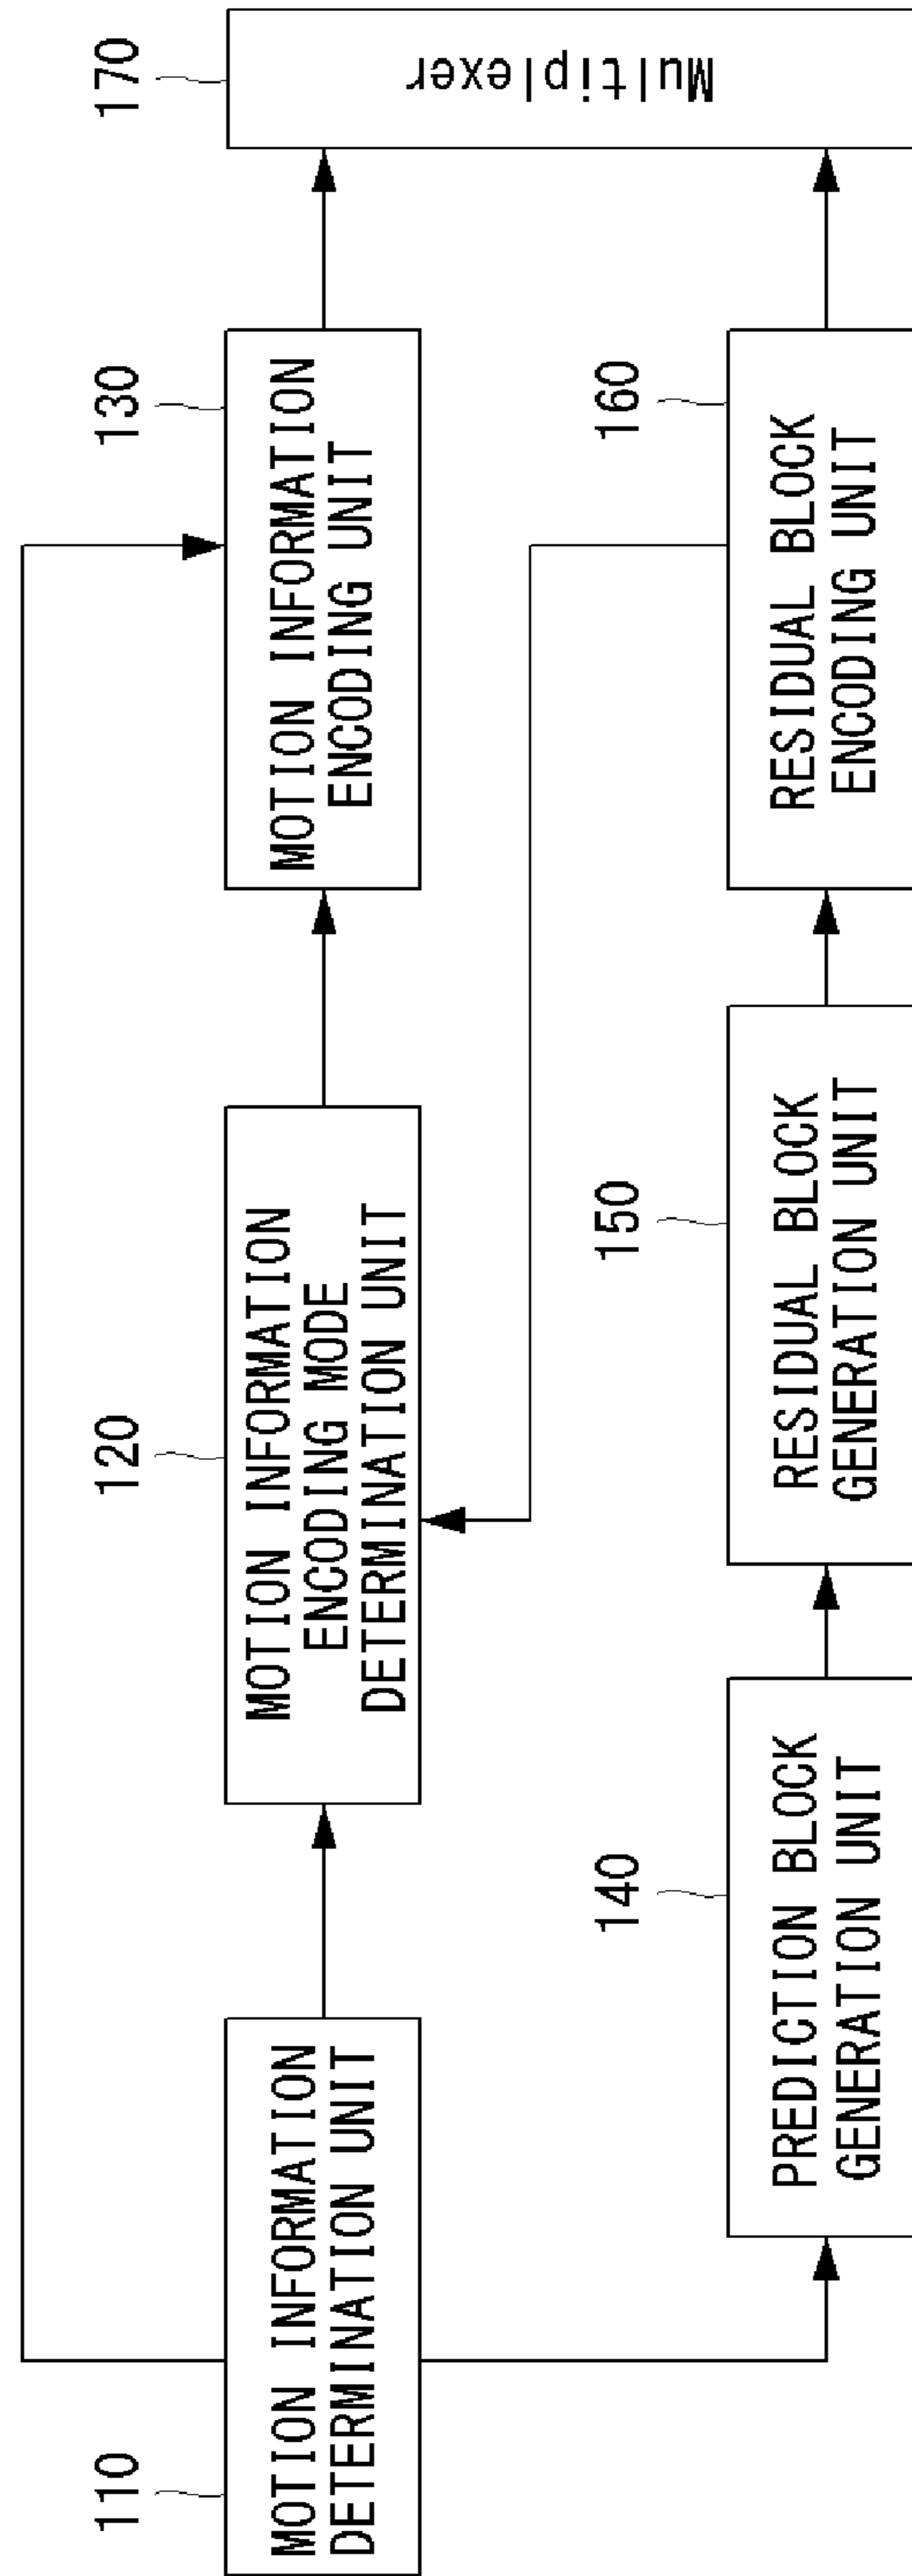 110
MOTION INFORMATION
DETERMINATION UNIT
120
MOTION INFORMATION
ENCODING MODE
DETERMINATION UNIT
130
MOTION INFORMATION
ENCODING UNIT
170
Multiplexer
140
PREDICTION BLOCK
GENERATION UNIT
150
RESIDUAL BLOCK
GENERATION UNIT
160
RESIDUAL BLOCK
ENCODING UNIT